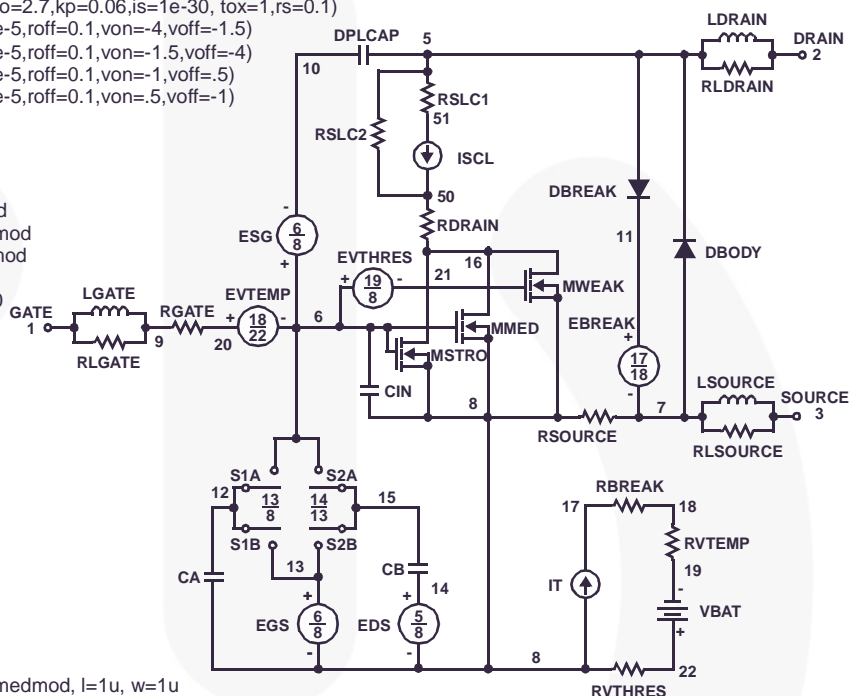 o=2.7,kp=0.06,is=1e-30, tox=1,rs=0.1)
e-5,roff=0.1,von=-4,voff=-1.5)
e-5,roff=0.1,von=-1.5,voff=-4)
e-5,roff=0.1,von=-1,voff=.5)
e-5,roff=0.1,von=.5,voff=-1)
d
mod
mod
0
DPLCAP
5
10
LDRAIN
DRAIN
2
RLDRAIN
RSLC1
51
RSLC2
ISCL
50
RDRAIN
DBREAK
11
DBODY
ESG
-
6
8
+
EVTHRES
+
19
8
-
21
16
MWEAK
LGATE
GATE
1
RLGATE
9
RGATE
20
EVTEMP
+
18
22
-
6
MMED
MSTRO
CIN
8
EBREAK
+
17
18
-
RSOURCE
7
LSOURCE
SOURCE
3
RLSOURCE
S1A
S2A
12
13
8
14
13
15
S1B
S2B
13
CA
CB
14
+
EGS
6
8
-
+
EDS
5
8
-
RBREAK
17
18
RVTEMP
19
IT
-
VBAT
+
8
22
RVTHRES
medmod, l=1u, w=1u